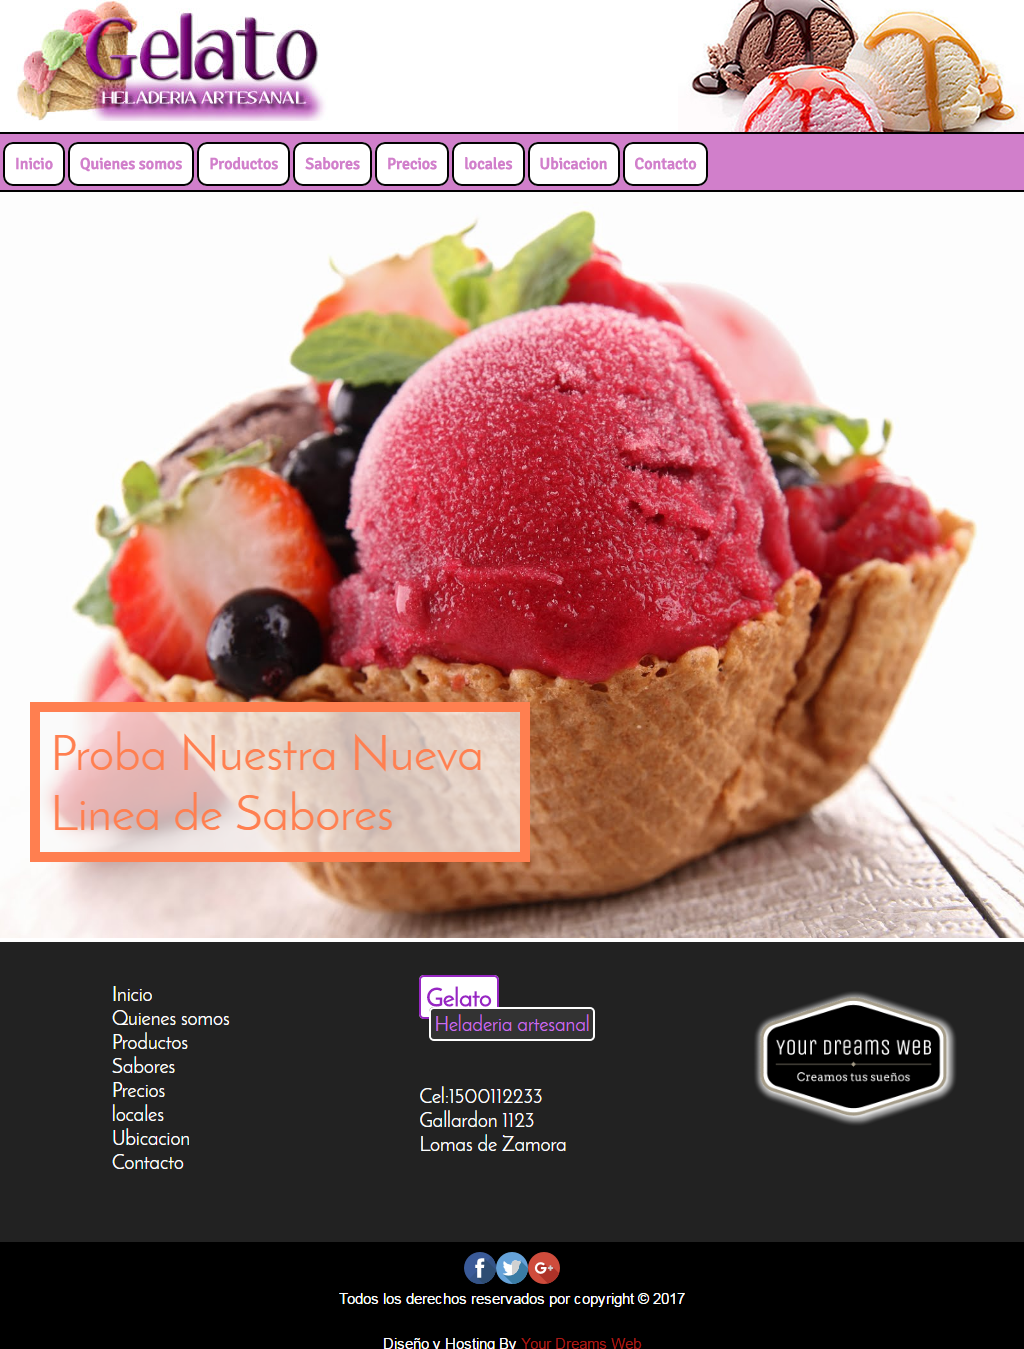 Gelato
HELADERIA ARTESANAL
Inicio
Quienes somos
Productos
Sabores
Precios
locales
Ubicacion
Contacto
Proba Nuestra Nueva
Linea de Sabores
Inicio
Quienes somos
Productos
Sabores
Precios
locales
Ubicacion
Contacto
Gelato
Heladeria artesanal
Cel:1500112233
Gallardon 1123
Lomas de Zamora
Your Dreams Web
Creamos tus sueños
Todos los derechos reservados por copyright © 2017
Diseño y Hosting By Your Dreams Web